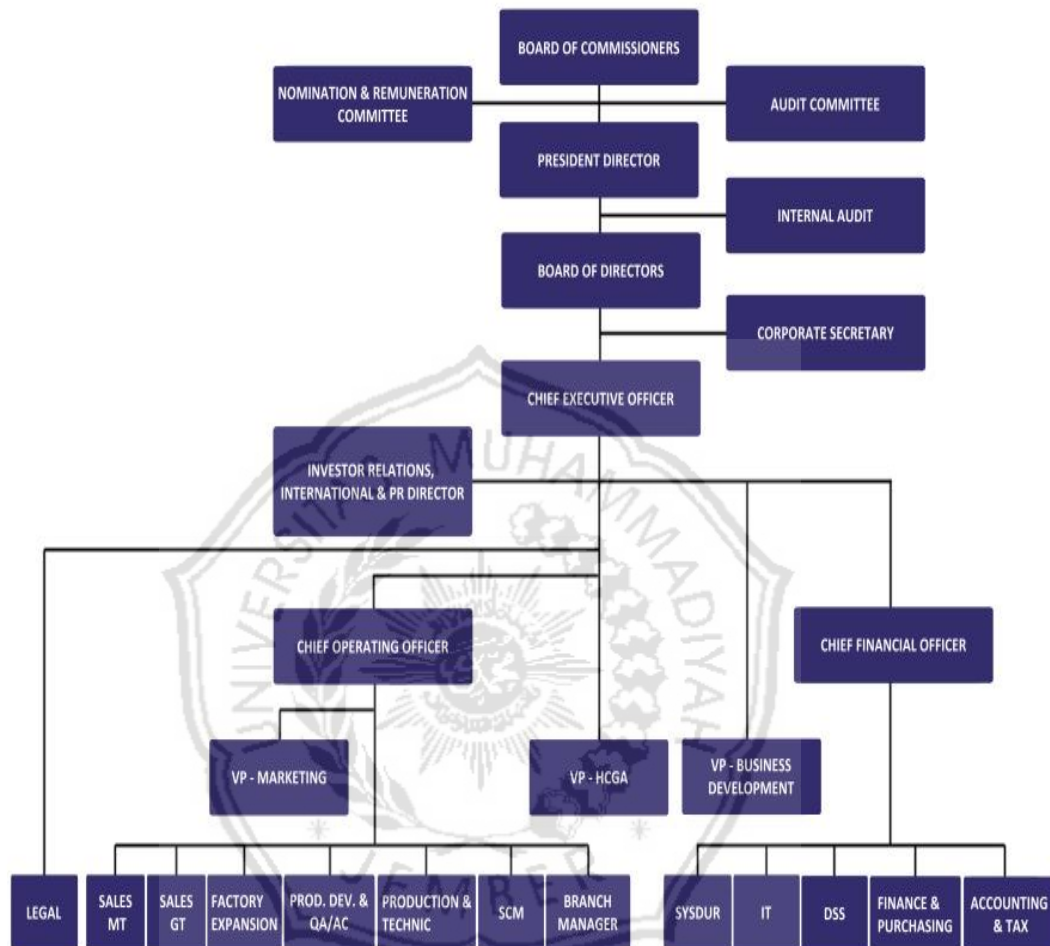 BOARD OF COMMISSIONERS
NOMINATION & REMUNERATION
COMMITTEE
AUDIT COMMITTEE
PRESIDENT DIRECTOR
INTERNAL AUDIT
BOARD OF DIRECTORS
CORPORATE SECRETARY
CHIEF EXECUTIVE OFFICER
INVESTOR RELATIONS,
INTERNATIONAL & PR DIRECTOR
CHIEF OPERATING OFFICER
CHIEF FINANCIAL OFFICER
VP - MARKETING
VP - HCGA
VP - BUSINESS
DEVELOPMENT
LEGAL
SALES
MT
SALES
GT
FACTORY
EXPANSION
PROD. DEV. &
QA/AC
PRODUCTION &
TECHNIC
SCM
BRANCH
MANAGER
SYSDUR
IT
DSS
FINANCE &
PURCHASING
ACCOUNTING
& TAX
UNIVERSITAS MUHAMMADIYAH
JEMBER